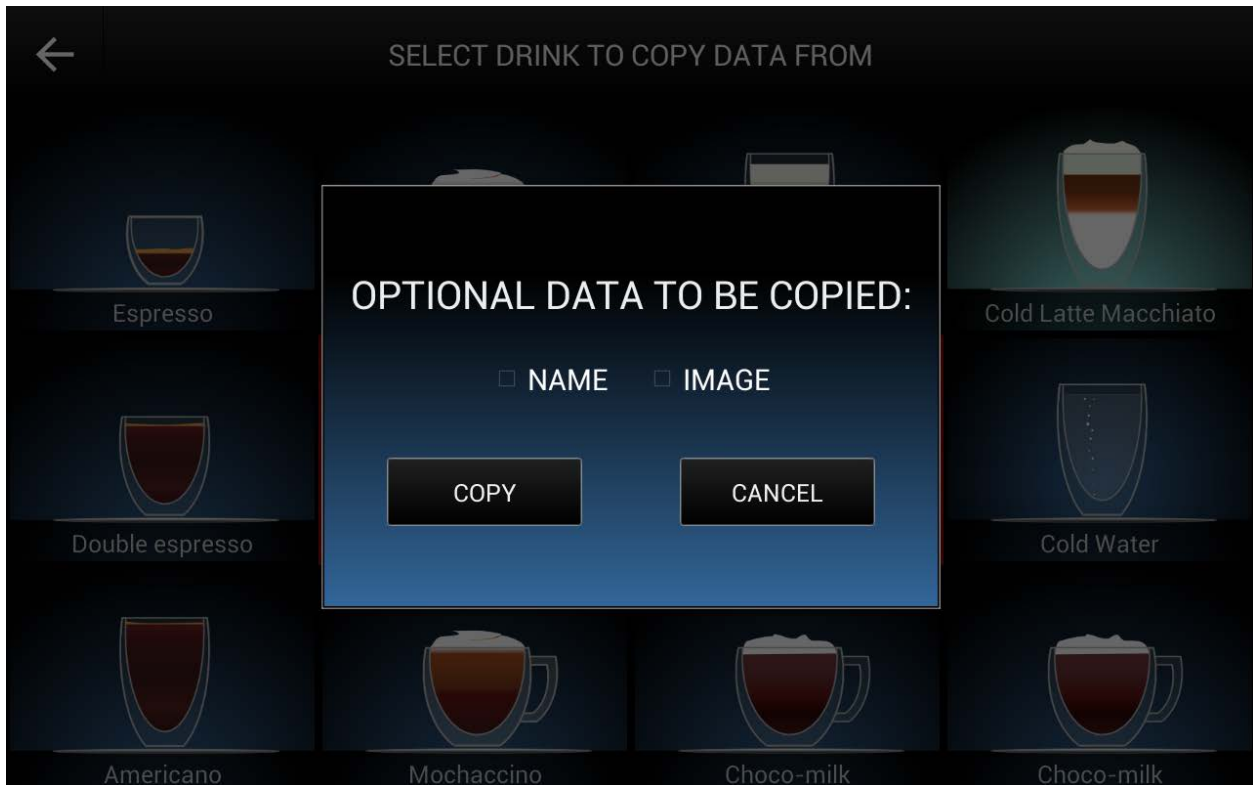 SELECT DRINK TO COPY DATA FROM
Espresso
Cold Latte Macchiato
OPTIONAL DATA TO BE COPIED:
NAME IMAGE
COPY CANCEL
Double espresso
Cold Water
Americano
Mochaccino
Choco-milk
Choco-milk